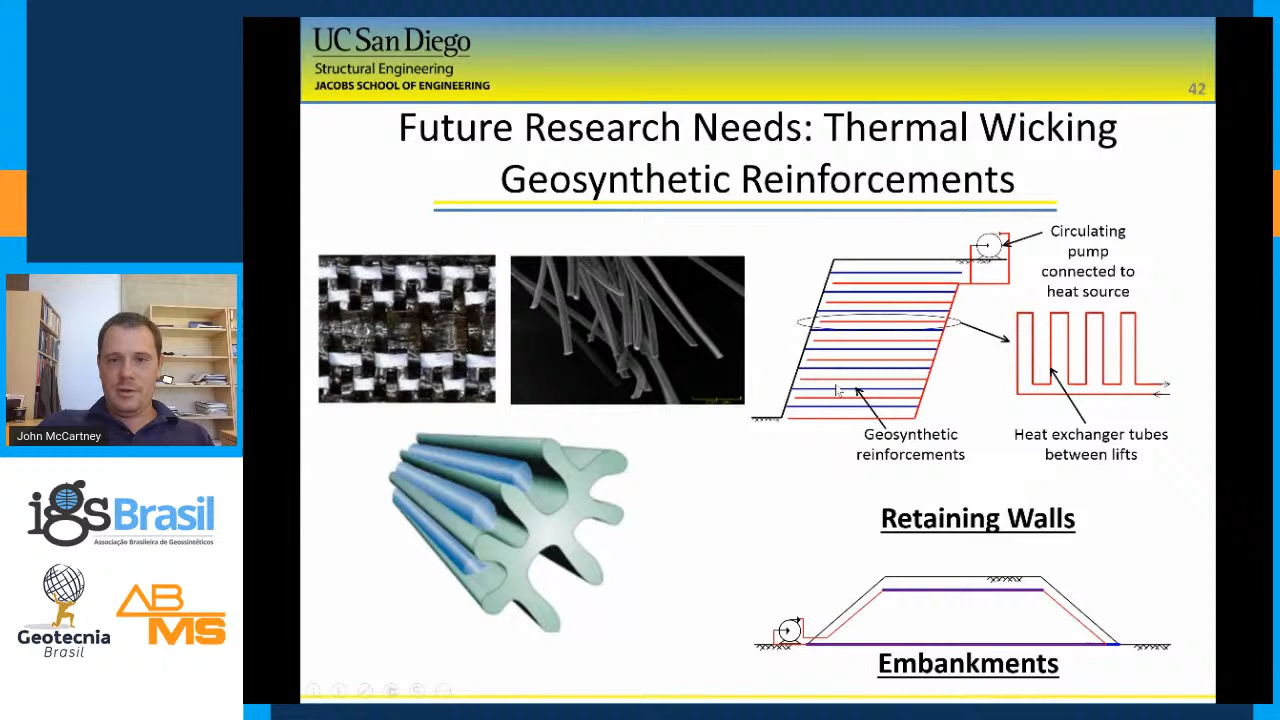 UC San Diego
Structural Engineering
JACOBS SCHOOL OF ENGINEERING
42
Future Research Needs: Thermal Wicking
Geosynthetic Reinforcements
Circulating
pump
connected to
heat source
Geosynthetic
reinforcements
Heat exchanger tubes
between lifts
Retaining Walls
Embankments
John McCartney
igs Brasil
Associação Brasileira de Geossintéticos
Geotecnia
Brasil
ABMS